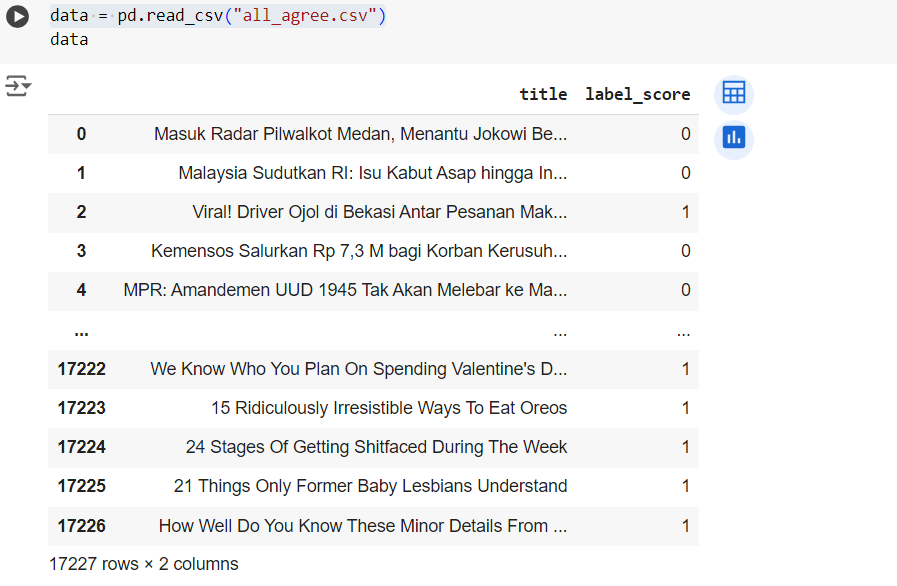 data = pd.read_csv("all_agree.csv")
data
title label_score
0 Masuk Radar Pilwalkot Medan, Menantu Jokowi Be... 0
1 Malaysia Sudutkan RI: Isu Kabut Asap hingga In... 0
2 Viral! Driver Ojol di Bekasi Antar Pesanan Mak... 1
3 Kemensos Salurkan Rp 7,3 M bagi Korban Kerusuh... 0
4 MPR: Amandemen UUD 1945 Tak Akan Melebar ke Ma... 0
... ... ...
17222 We Know Who You Plan On Spending Valentine's D... 1
17223 15 Ridiculously Irresistible Ways To Eat Oreos 1
17224 24 Stages Of Getting Shitfaced During The Week 1
17225 21 Things Only Former Baby Lesbians Understand 1
17226 How Well Do You Know These Minor Details From ... 1
17227 rows × 2 columns